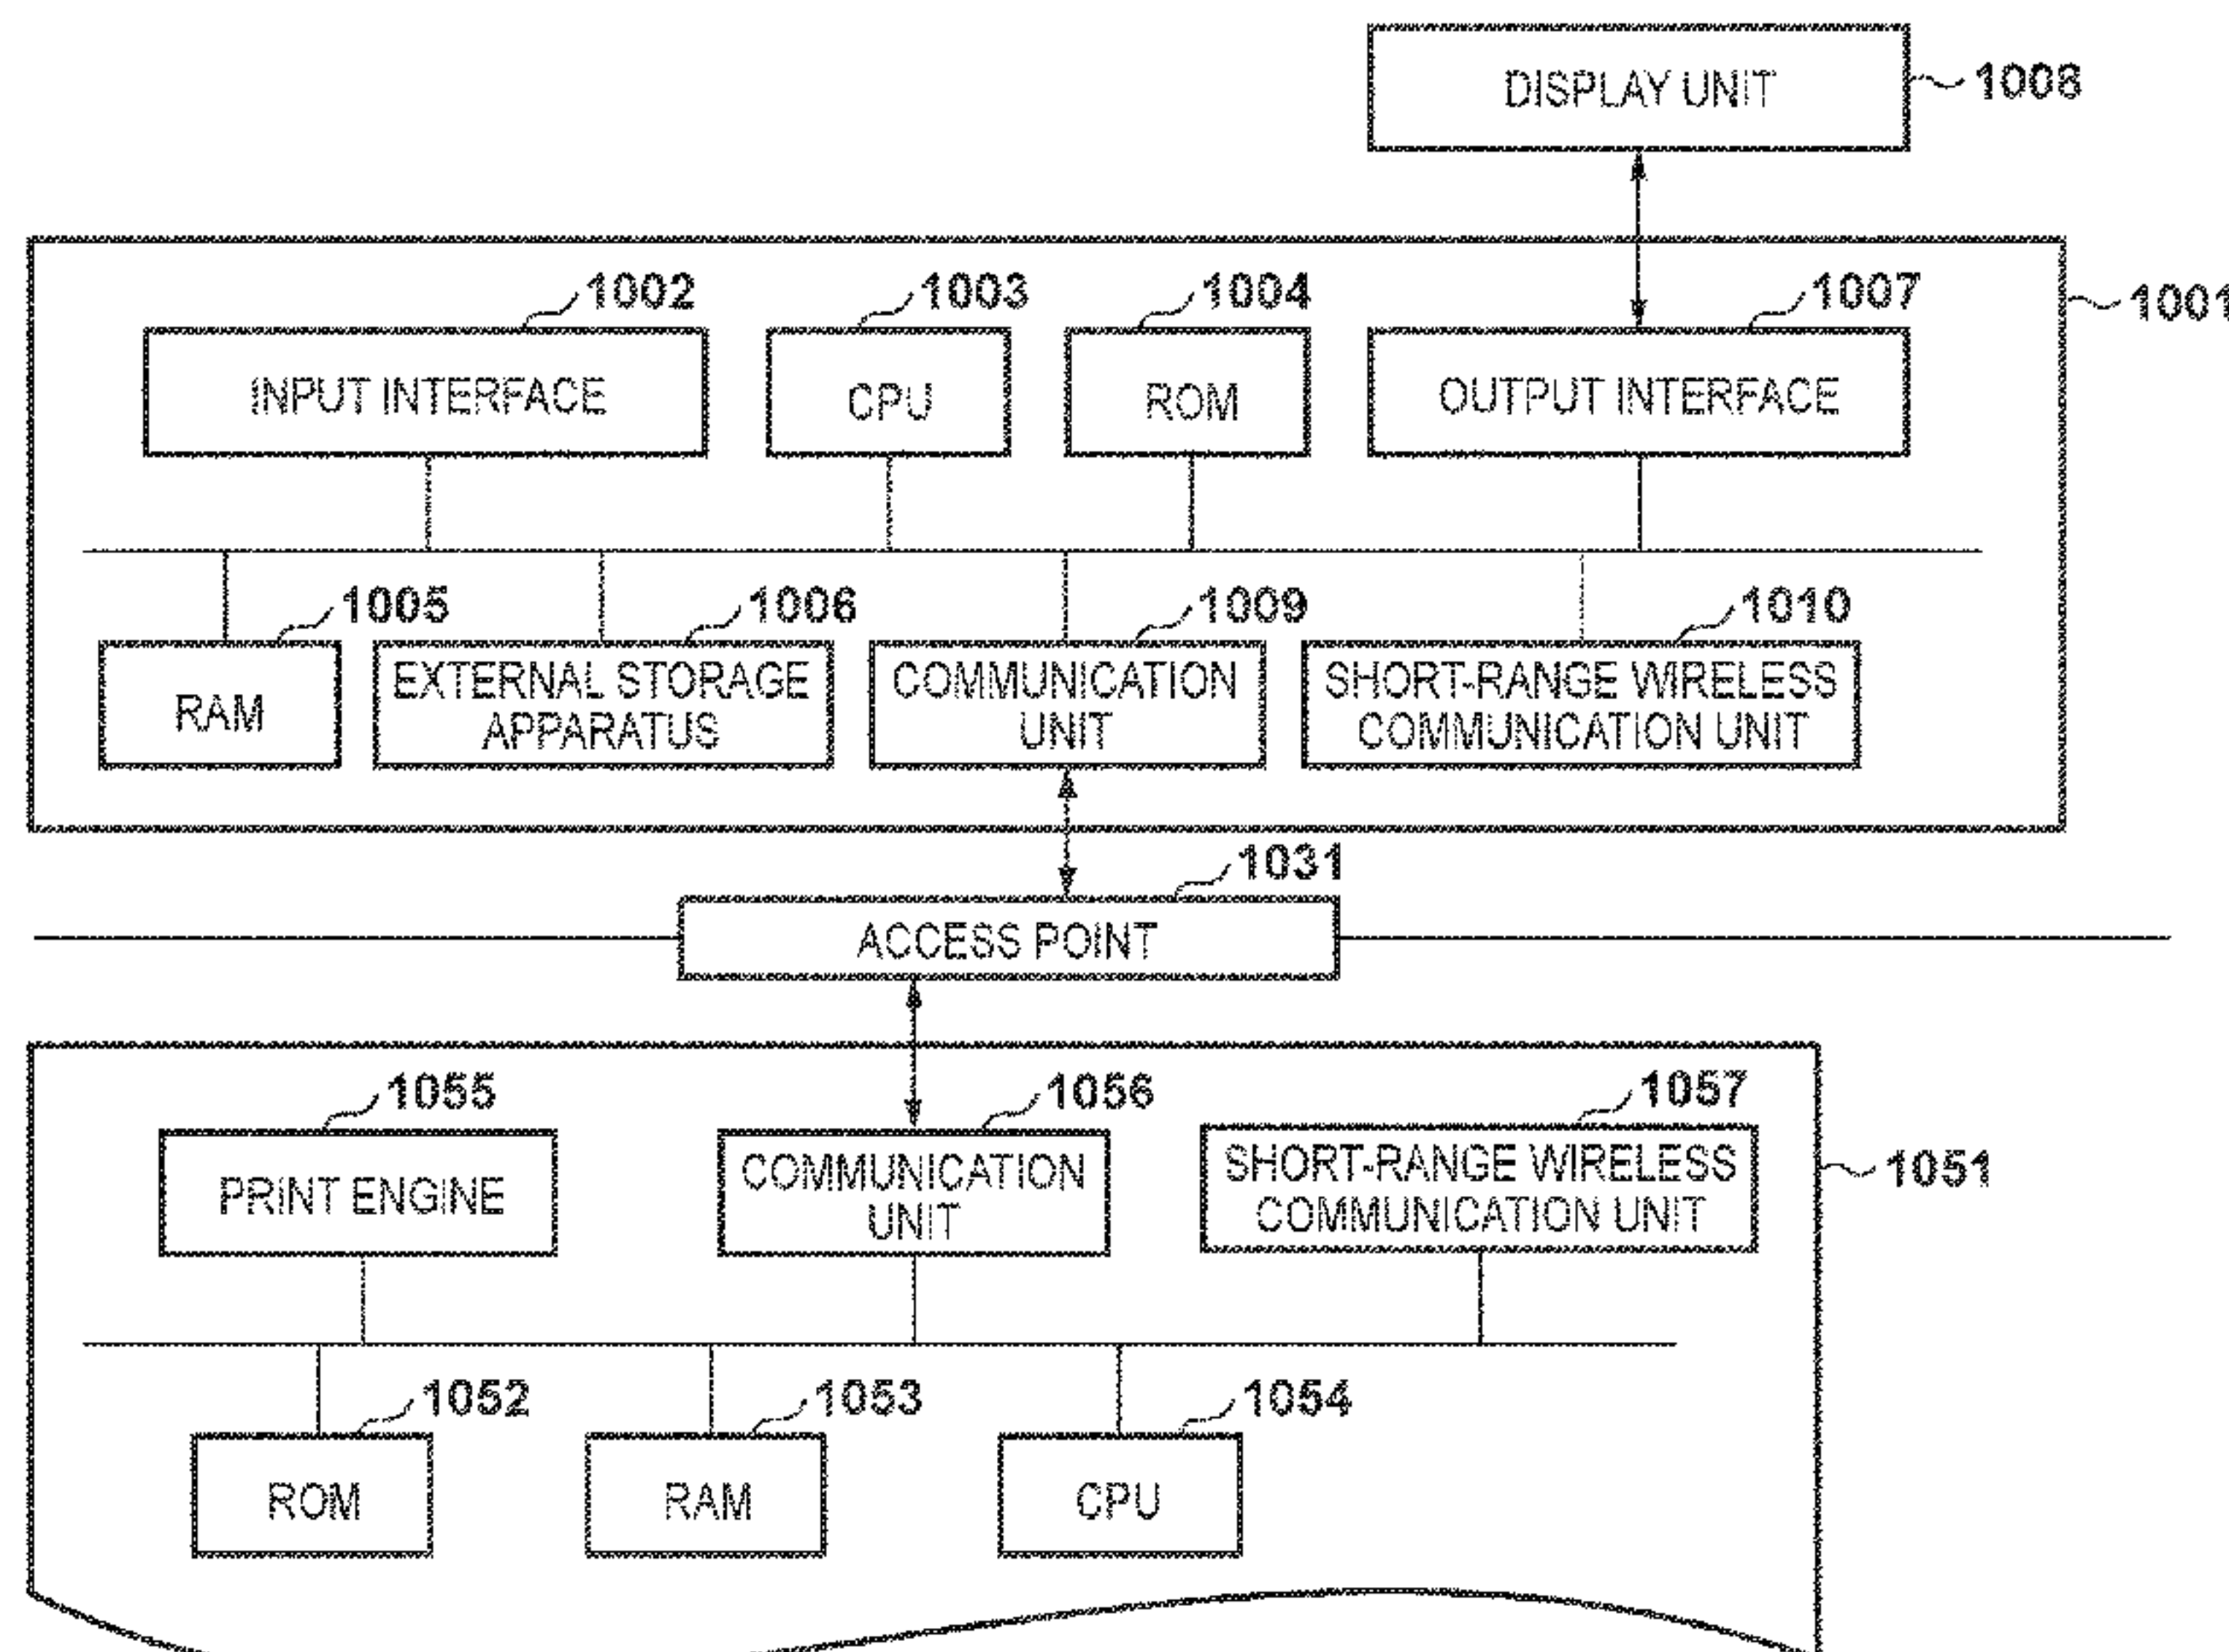 DISPLAY UNIT
1008
1002
1003
1004
1007
1001
INPUT INTERFACE
CPU
ROM
OUTPUT INTERFACE
1005
1006
1009
1010
RAM
EXTERNAL STORAGE
APPARATUS
COMMUNICATION
UNIT
SHORT-RANGE WIRELESS
COMMUNICATION UNIT
1031
ACCESS POINT
1055
1056
1057
1051
PRINT ENGINE
COMMUNICATION
UNIT
SHORT-RANGE WIRELESS
COMMUNICATION UNIT
1052
1053
1054
ROM
RAM
CPU